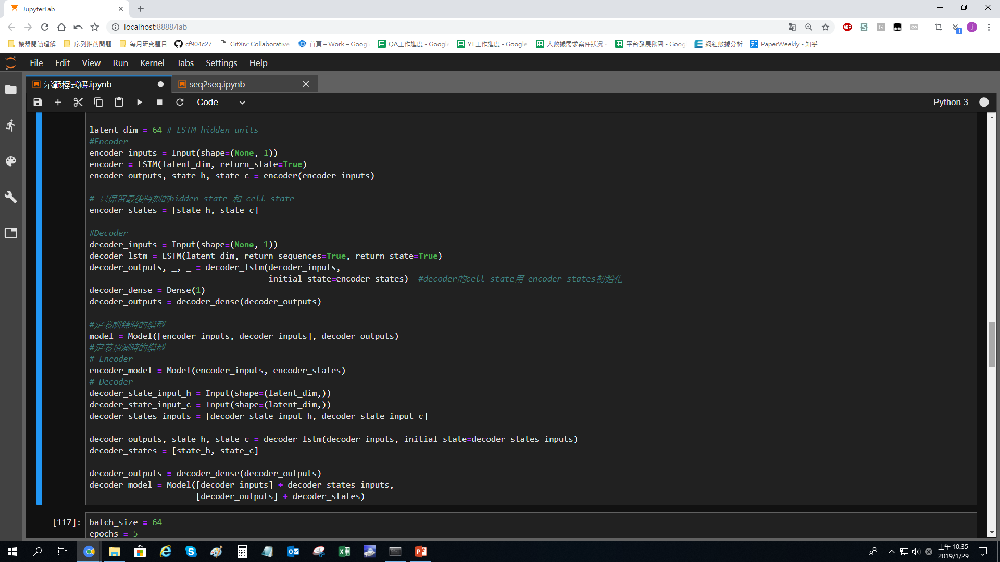 JupyterLab
localhost:8888/lab
機器閱讀理解
序列推薦問題
每月研究題目
cf904c27
GitXiv: Collaborative
首頁 – Work – Googl
QA工作進度 - Google
YT工作進度 - Google
大數據需求案件狀況
平台發展揪團 - Goog
網紅數據分析
PaperWeekly - 知乎
ABP
1
j
File Edit View Run Kernel Tabs Settings Help
示範程式碼.ipynb
seq2seq.ipynb
Code
Python 3
latent_dim = 64 # LSTM hidden units
#Encoder
encoder_inputs = Input(shape=(None, 1))
encoder = LSTM(latent_dim, return_state=True)
encoder_outputs, state_h, state_c = encoder(encoder_inputs)
# 只保留最後時刻的hidden state 和 cell state
encoder_states = [state_h, state_c]
#Decoder
decoder_inputs = Input(shape=(None, 1))
decoder_lstm = LSTM(latent_dim, return_sequences=True, return_state=True)
decoder_outputs, _, _ = decoder_lstm(decoder_inputs,
initial_state=encoder_states)  #decoder的cell state用 encoder_states初始化
decoder_dense = Dense(1)
decoder_outputs = decoder_dense(decoder_outputs)
#定義訓練時的模型
model = Model([encoder_inputs, decoder_inputs], decoder_outputs)
#定義預測時的模型
# Encoder
encoder_model = Model(encoder_inputs, encoder_states)
# Decoder
decoder_state_input_h = Input(shape=(latent_dim,))
decoder_state_input_c = Input(shape=(latent_dim,))
decoder_states_inputs = [decoder_state_input_h, decoder_state_input_c]
decoder_outputs, state_h, state_c = decoder_lstm(decoder_inputs, initial_state=decoder_states_inputs)
decoder_states = [state_h, state_c]
decoder_outputs = decoder_dense(decoder_outputs)
decoder_model = Model([decoder_inputs] + decoder_states_inputs,
[decoder_outputs] + decoder_states)
[117]: batch_size = 64
epochs = 5
上午 10:35
2019/1/29